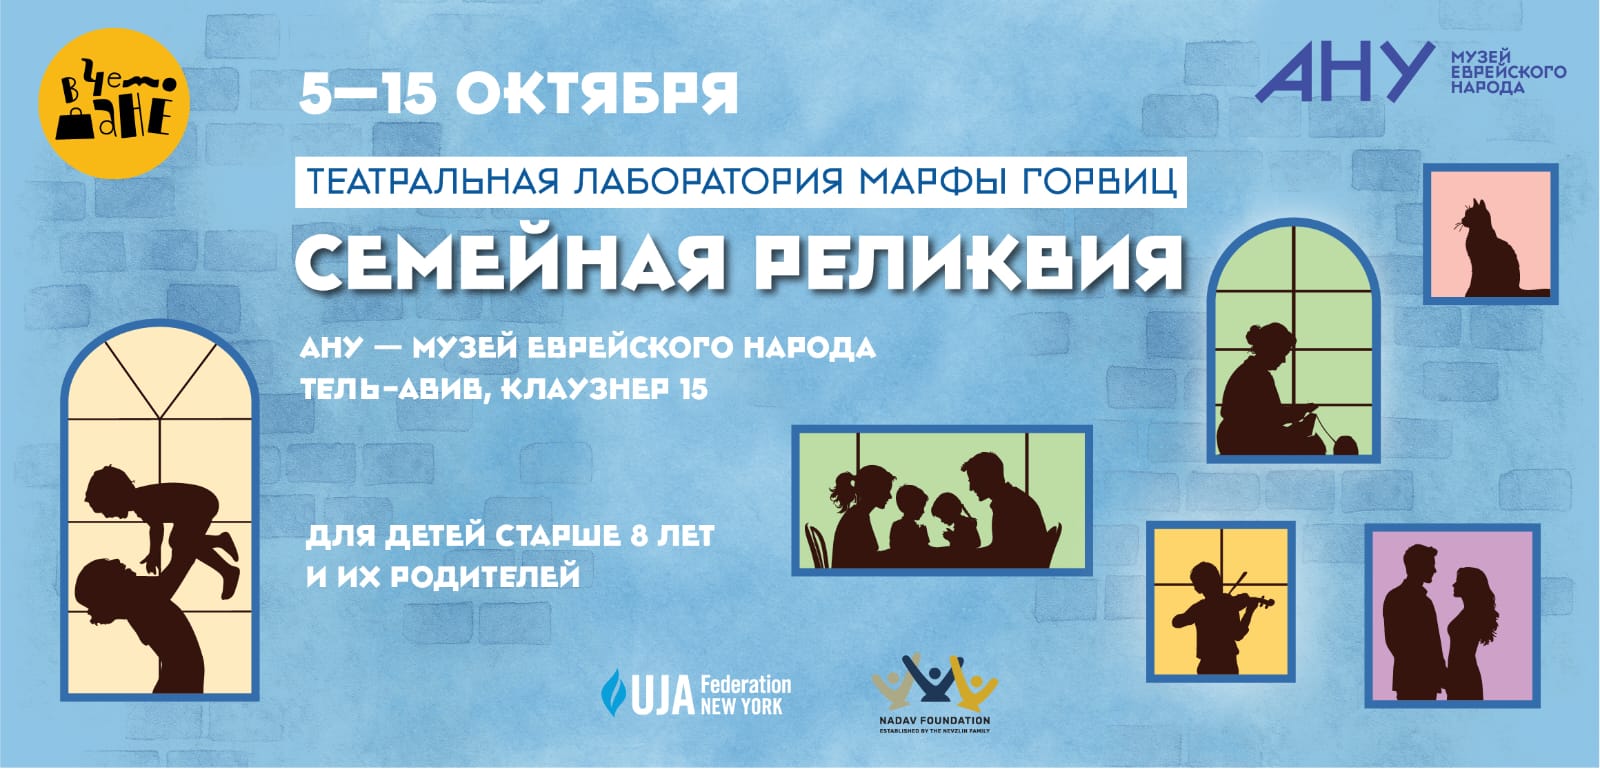 В ЧеМО
ДАНЕ
5—15 ОКТЯБРЯ
АНУ
МУЗЕЙ
ЕВРЕЙСКОГО
НАРОДА
ТЕАТРАЛЬНАЯ ЛАБОРАТОРИЯ МАРФЫ ГОРВИЦ
СЕМЕЙНАЯ РЕЛИКВИЯ
АНУ — МУЗЕЙ ЕВРЕЙСКОГО НАРОДА
ТЕЛЬ-АВИВ, КЛАУЗНЕР 15
ДЛЯ ДЕТЕЙ СТАРШЕ 8 ЛЕТ
И ИХ РОДИТЕЛЕЙ
UJA Federation
NEW YORK
NADAV FOUNDATION
ESTABLISHED BY THE NEVZLIN FAMILY